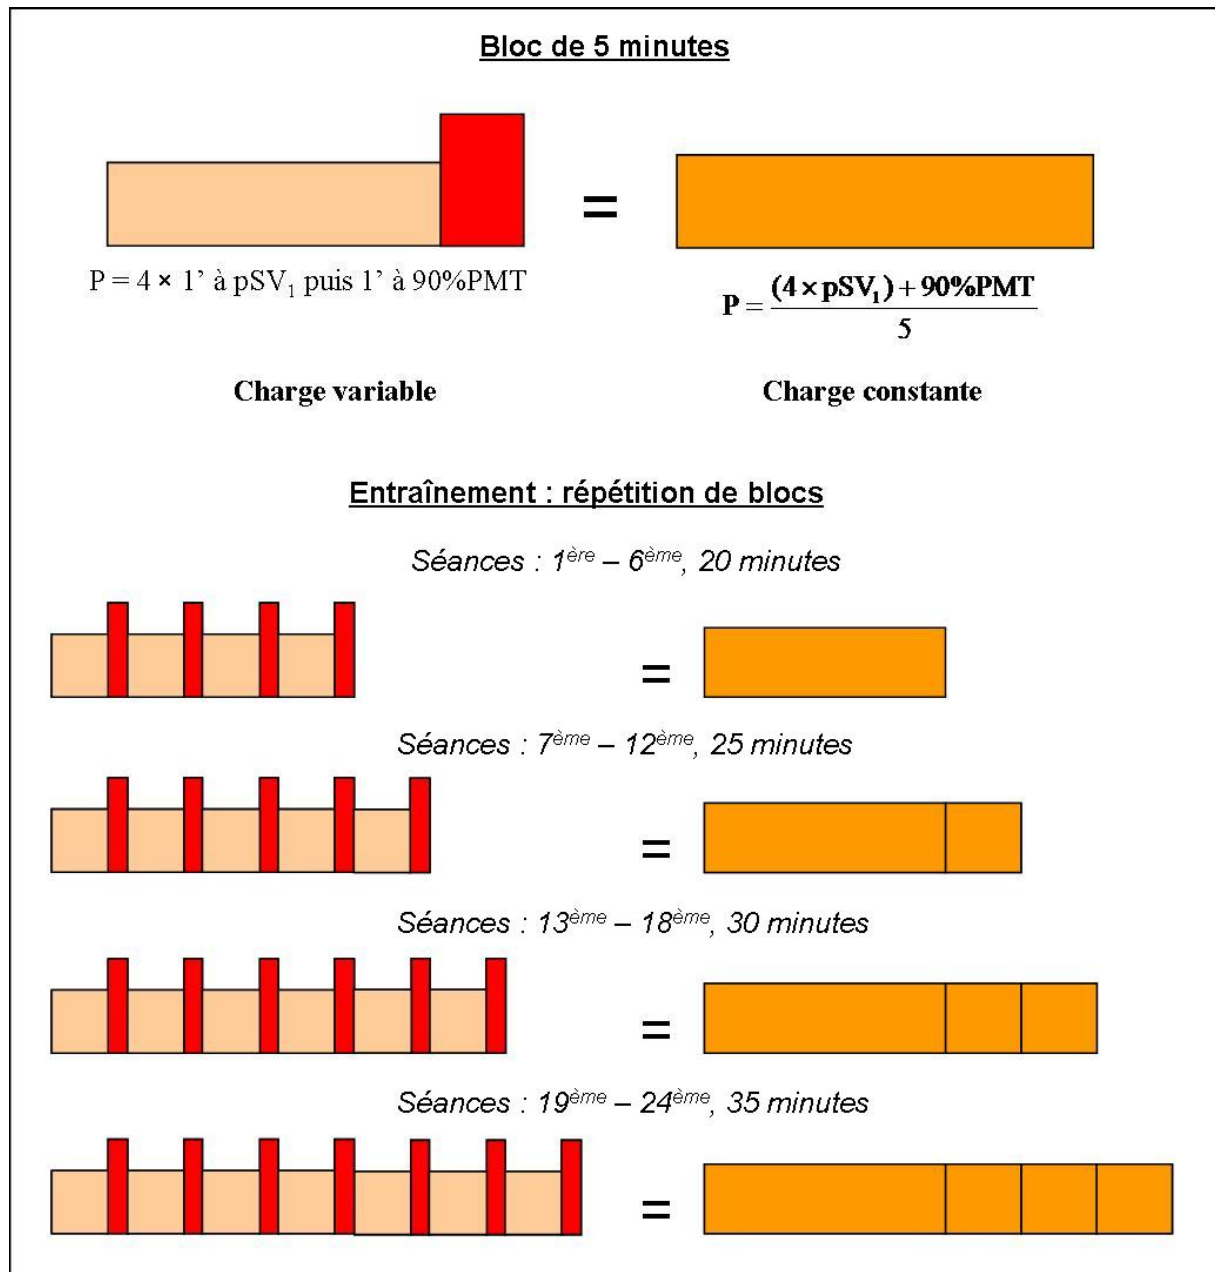 Bloc de 5 minutes
=
P = 4 × 1’ à pSV₁ puis 1’ à 90%PMT
P = (4 × pSV₁) + 90%PMT
5
Charge variable Charge constante
Entraînement : répétition de blocs
Séances : 1ère – 6ème, 20 minutes
=
Séances : 7ème – 12ème, 25 minutes
=
Séances : 13ème – 18ème, 30 minutes
=
Séances : 19ème – 24ème, 35 minutes
=